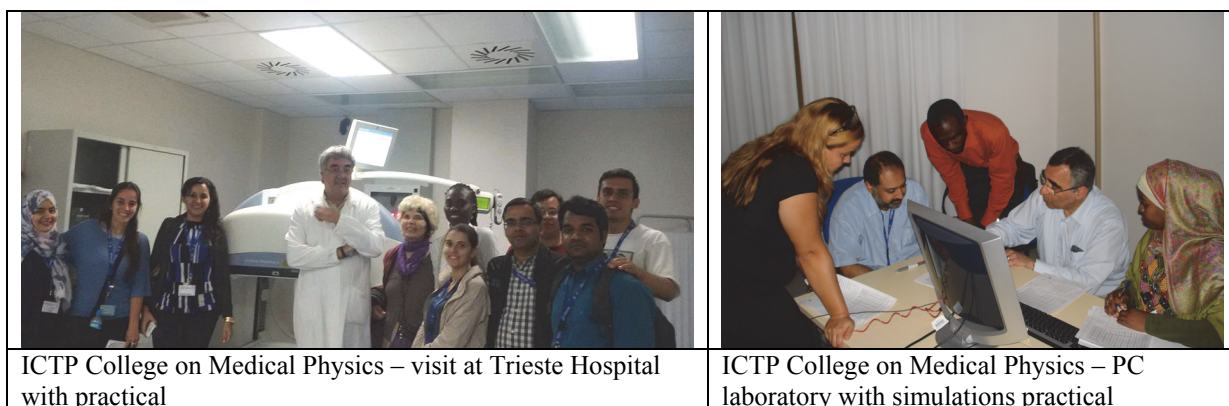 ICTP College on Medical Physics – visit at Trieste Hospital
with practical
ICTP College on Medical Physics – PC
laboratory with simulations practical